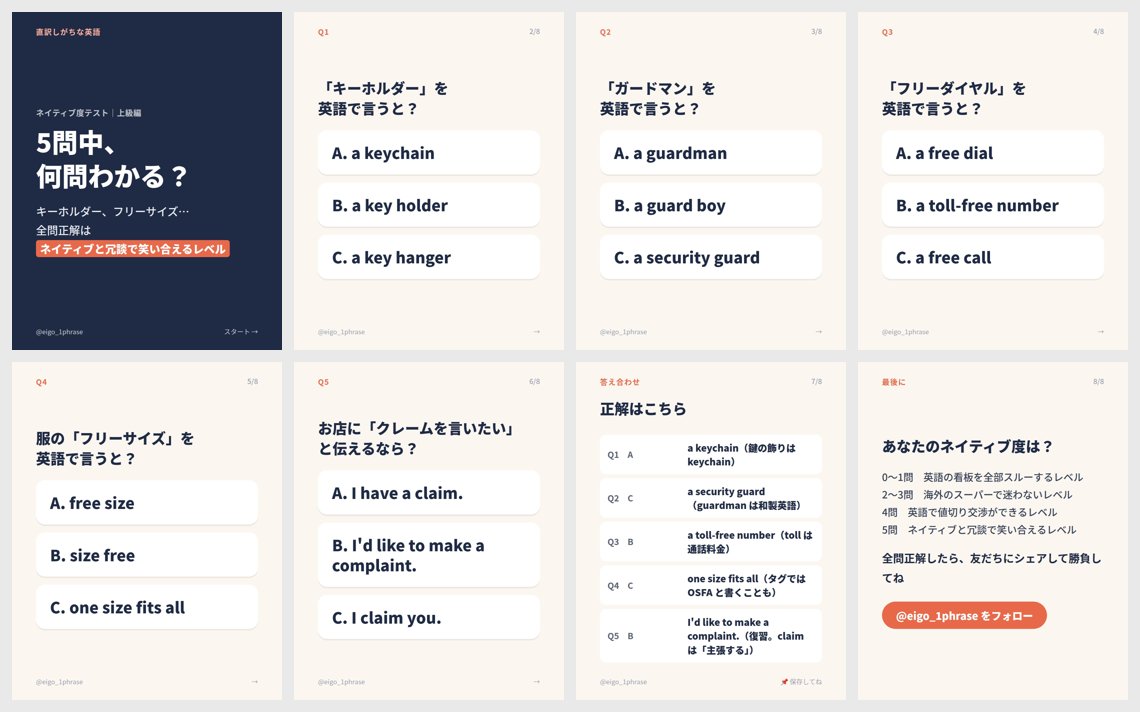 直訳しがちな英語
ネイティブ度テスト｜上級編
5問中、
何問わかる？
キーホルダー、フリーサイズ…
全問正解は
ネイティブと冗談で笑い合えるレベル
@eigo_1phrase
スタート→
Q1
2/8
「キーホルダー」を
英語で言うと？
A. a keychain
B. a key holder
C. a key hanger
@eigo_1phrase
→
Q2
3/8
「ガードマン」を
英語で言うと？
A. a guardman
B. a guard boy
C. a security guard
@eigo_1phrase
→
Q3
4/8
「フリーダイヤル」を
英語で言うと？
A. a free dial
B. a toll-free number
C. a free call
@eigo_1phrase
→
Q4
5/8
服の「フリーサイズ」を
英語で言うと？
A. free size
B. size free
C. one size fits all
@eigo_1phrase
→
Q5
6/8
お店に「クレームを言いたい」
と伝えるなら？
A. I have a claim.
B. I'd like to make a
complaint.
C. I claim you.
@eigo_1phrase
→
答え合わせ
7/8
正解はこちら
Q1 A a keychain（鍵の飾りは
keychain）
Q2 C a security guard
（guardman は和製英語）
Q3 B a toll-free number（toll は
通話料金）
Q4 C one size fits all（タグでは
OSFA と書くことも）
Q5 B I'd like to make a
complaint.（復習。claim
は「主張する」）
@eigo_1phrase
📌 保存してね
最後に
8/8
あなたのネイティブ度は？
0〜1問　英語の看板を全部スルーするレベル
2〜3問　海外のスーパーで迷わないレベル
4問　英語で値切り交渉ができるレベル
5問　ネイティブと冗談で笑い合えるレベル
全問正解したら、友だちにシェアして勝負し
てね
@eigo_1phrase をフォロー